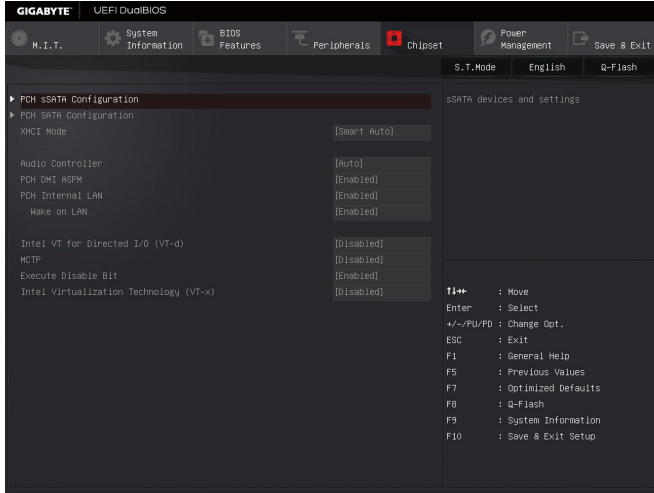 GIGABYTE™ UEFI DualBIOS
M.I.T.
System Information
BIOS Features
Peripherals
Chipset
Power Management
Save & Exit
S.T.Mode English Q-Flash
PCH sSATA Configuration
PCH SATA Configuration
XHCI Mode [Smart Auto]
Audio Controller [Auto]
PCH DMI ASPM [Enabled]
PCH Internal LAN [Enabled]
Wake on LAN [Enabled]
Intel VT for Directed I/O (VT-d) [Disabled]
MCTP [Disabled]
Execute Disable Bit [Enabled]
Intel Virtualization Technology (VT-x) [Disabled]
sSATA devices and settings
↑↓→← : Move
Enter : Select
+/-/PU/PD : Change Opt.
ESC : Exit
F1 : General Help
F5 : Previous Values
F7 : Optimized Defaults
F8 : Q-Flash
F9 : System Information
F10 : Save & Exit Setup